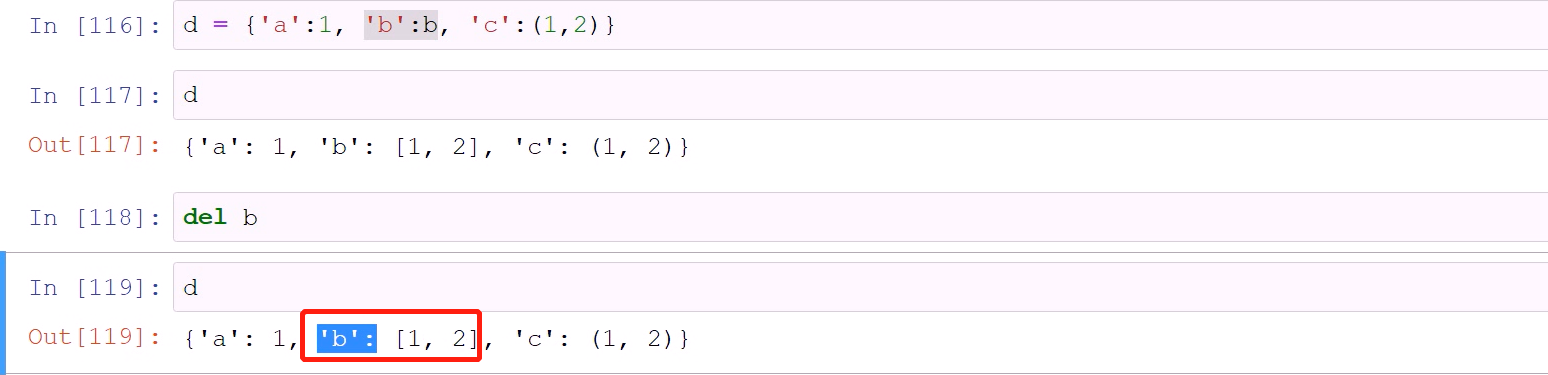 In [116]: d = {'a':1, 'b':b, 'c':(1,2)}
In [117]: d
Out[117]: {'a': 1, 'b': [1, 2], 'c': (1, 2)}
In [118]: del b
In [119]: d
Out[119]: {'a': 1, 'b': [1, 2], 'c': (1, 2)}